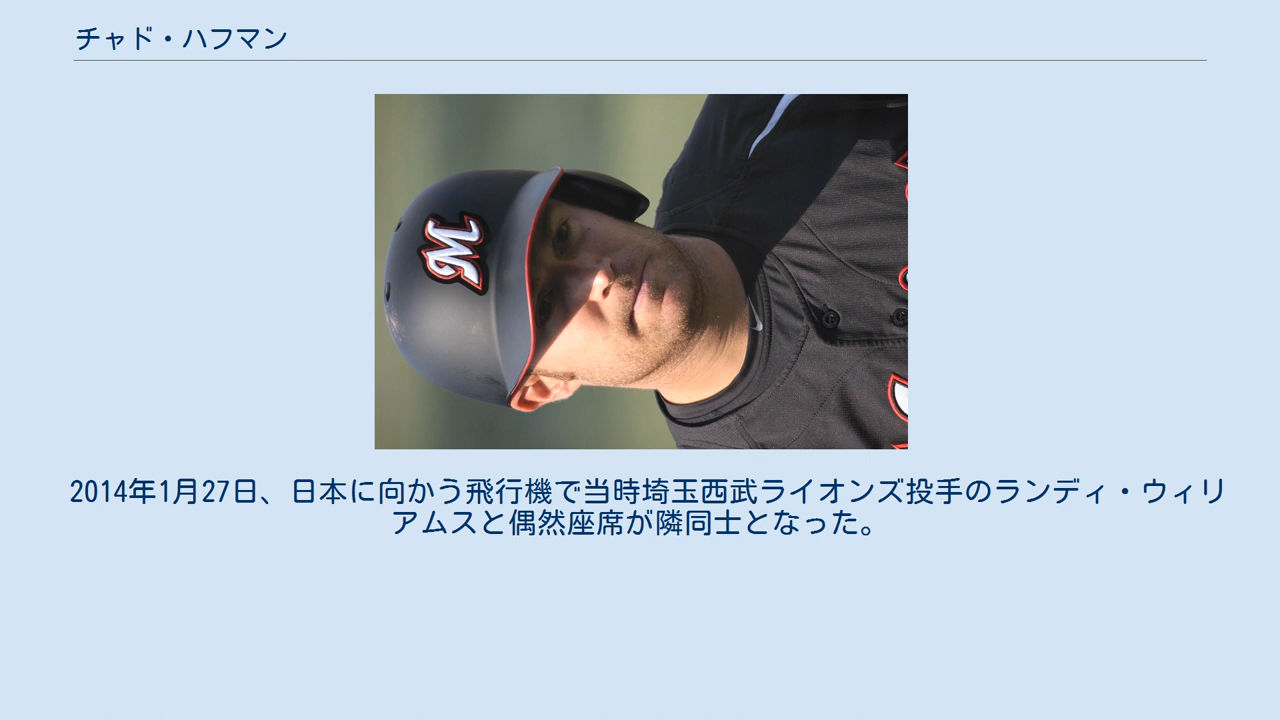 チャド・ハフマン
M
2014年1月27日、日本に向かう飛行機で当時埼玉西武ライオンズ投手のランディ・ウィリ
アムスと偶然座席が隣同士となった。